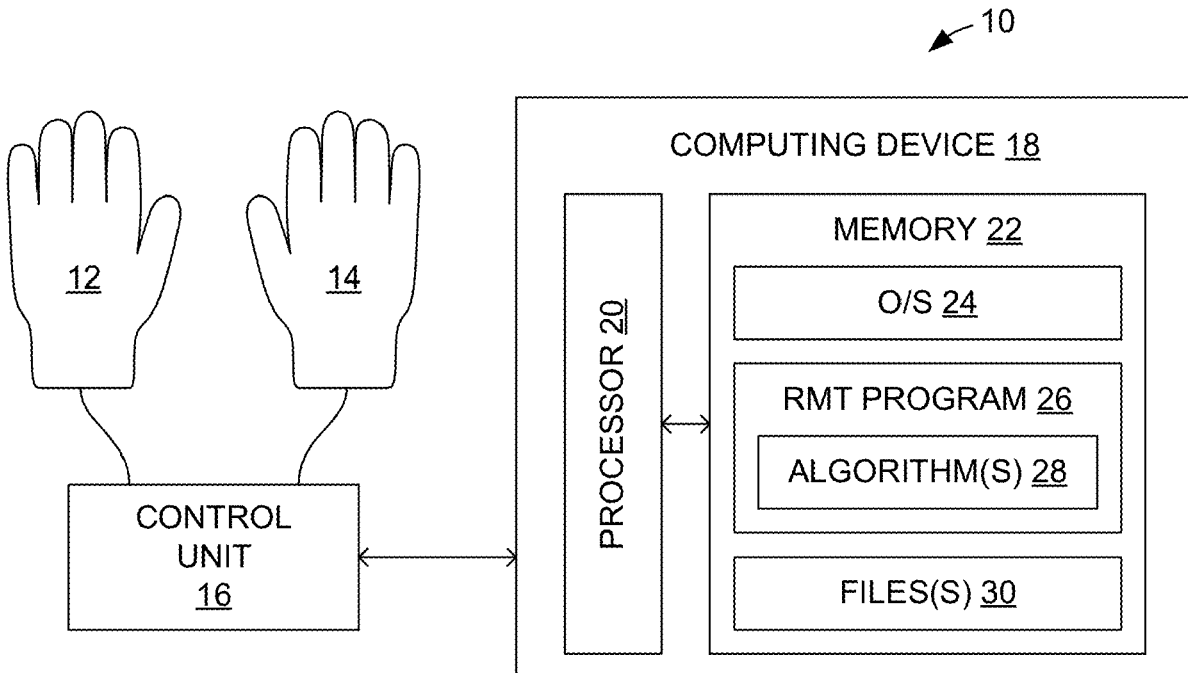 10
COMPUTING DEVICE 18
12
14
PROCESSOR 20
MEMORY 22
O/S 24
RMT PROGRAM 26
ALGORITHM(S) 28
FILES(S) 30
CONTROL
UNIT
16